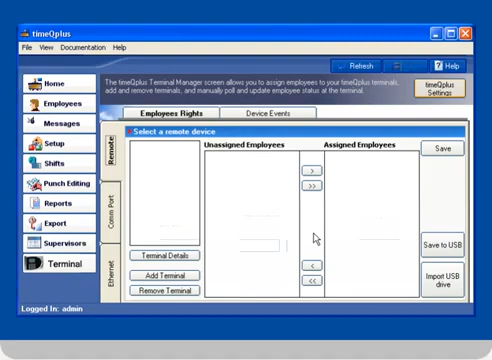 timeQplus
File View Documentation Help
Refresh
? Help
Home
Employees
Messages
Setup
Shifts
Punch Editing
Reports
Export
Supervisors
Terminal
The timeQplus Terminal Manager screen allows you to assign employees to your timeQplus terminals,
add and remove terminals, and manually poll and update employee status at the terminal.
timeQplus
Settings
Employees Rights
Device Events
Remote
Comm Port
Ethernet
Select a remote device
Unassigned Employees
Assigned Employees
>
>>
<
<<
Terminal Details
Add Terminal
Remove Terminal
Save
Save to USB
Import USB
drive
Logged In: admin